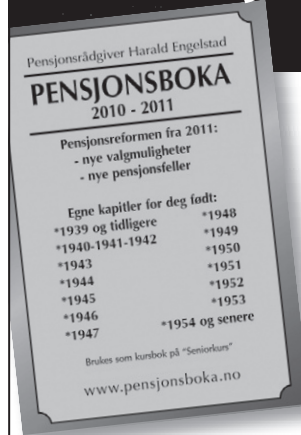 Pensjonsrådgiver Harald Engelstad
PENSJONSBOKA
2010 - 2011
Pensjonsreformen fra 2011:
- nye valgmuligheter
- nye pensjonsfeller
Egne kapitler for deg født:
*1939 og tidligere
*1940-1941-1942
*1943
*1944
*1945
*1946
*1947
*1948
*1949
*1950
*1951
*1952
*1953
*1954 og senere
Brukes som kursbok på "Seniorkurs"
www.pensjonsboka.no